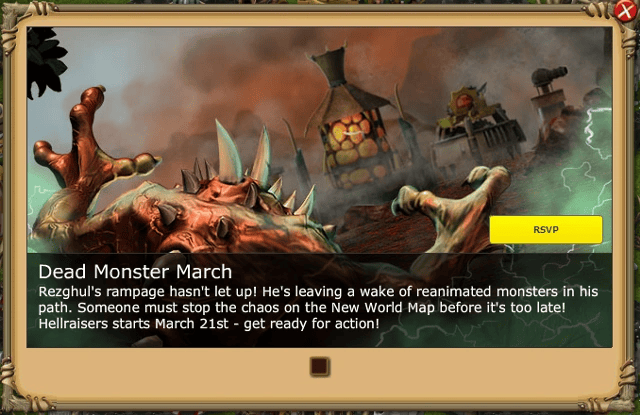 RSVP
Dead Monster March
Rezghul's rampage hasn't let up! He's leaving a wake of reanimated monsters in his
path. Someone must stop the chaos on the New World Map before it's too late!
Hellraisers starts March 21st - get ready for action!